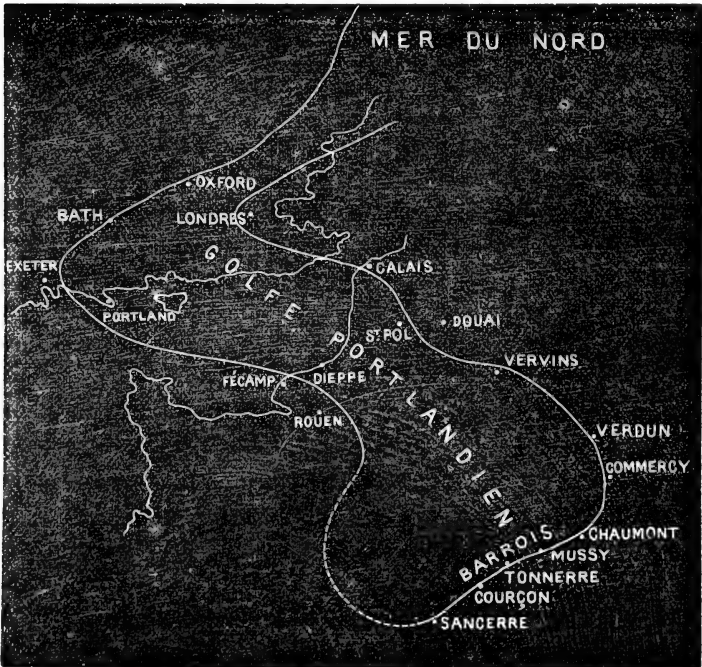 MER DU NORD
OXFORD
BATH
LONDRES
EXETER
GOLFE PORTLANDIEN
CALAIS
PORTLAND
ST POL
DOUAI
VERVINS
FÉCAMP
DIEPPE
ROUEN
VERDUN
COMMERCY
CHAUMONT
BARROIS
MUSSY
TONNERRE
COURÇON
SANCERRE